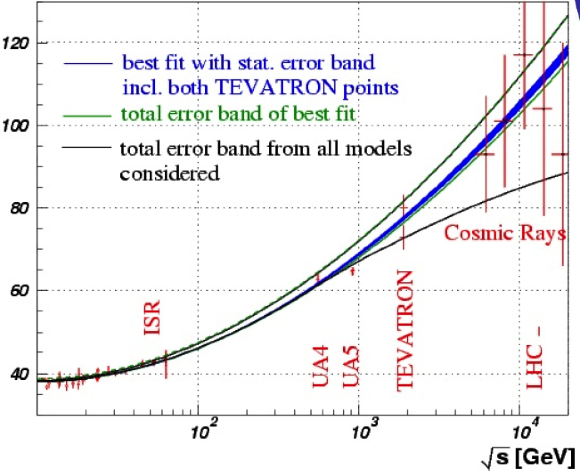 120
100
80
60
40
best fit with stat. error band
incl. both TEVATRON points
total error band of best fit
total error band from all models
considered
Cosmic Rays
ISR
UA4
UA5
TEVATRON
LHC -
10²
10³
10⁴
√s [GeV]